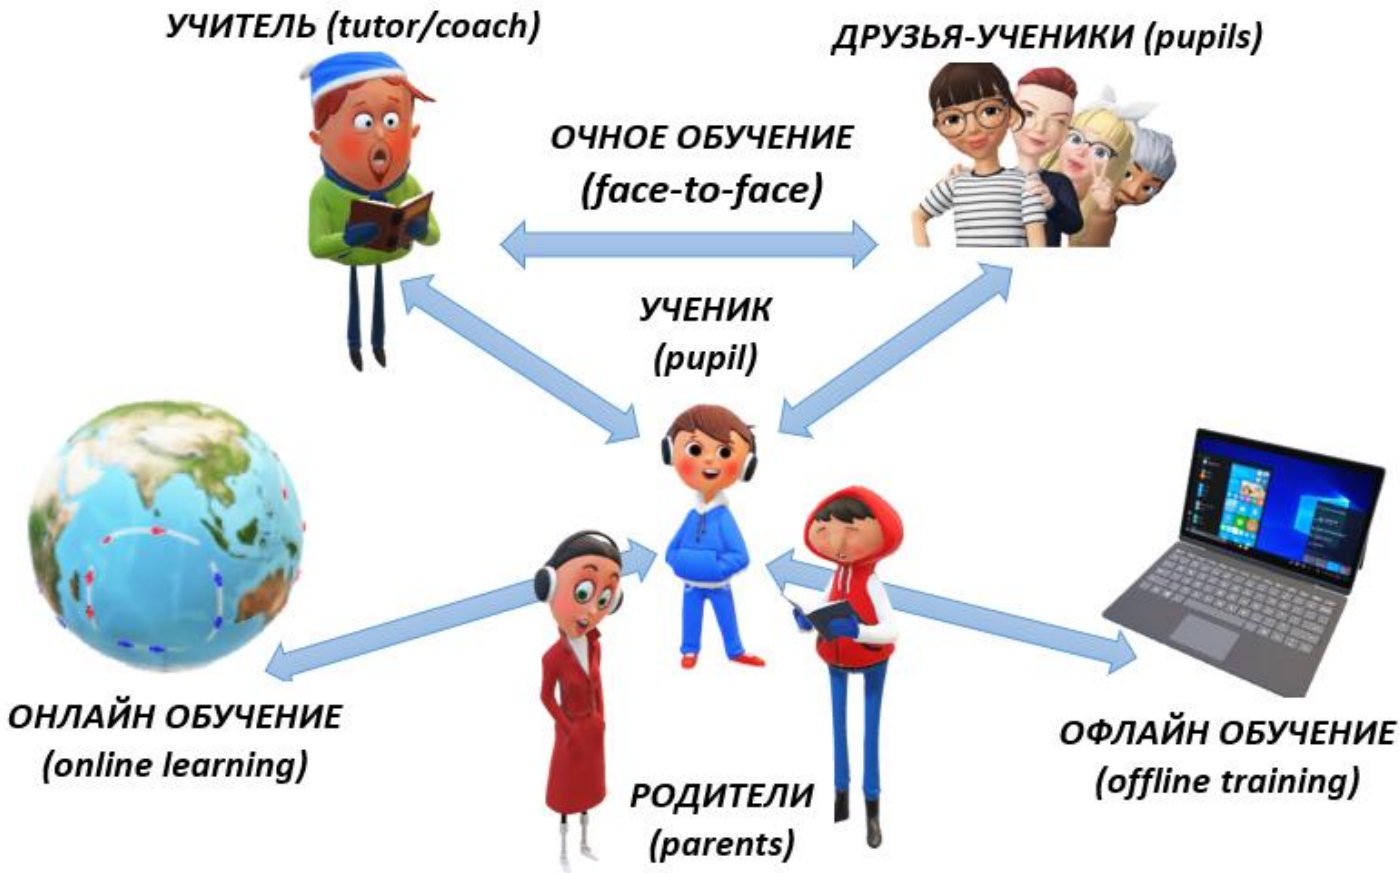 УЧИТЕЛЬ (tutor/coach)
ДРУЗЬЯ-УЧЕНИКИ (pupils)
ОЧНОЕ ОБУЧЕНИЕ
(face-to-face)
УЧЕНИК
(pupil)
ОНЛАЙН ОБУЧЕНИЕ
(online learning)
ОФЛАЙН ОБУЧЕНИЕ
(offline training)
РОДИТЕЛИ
(parents)